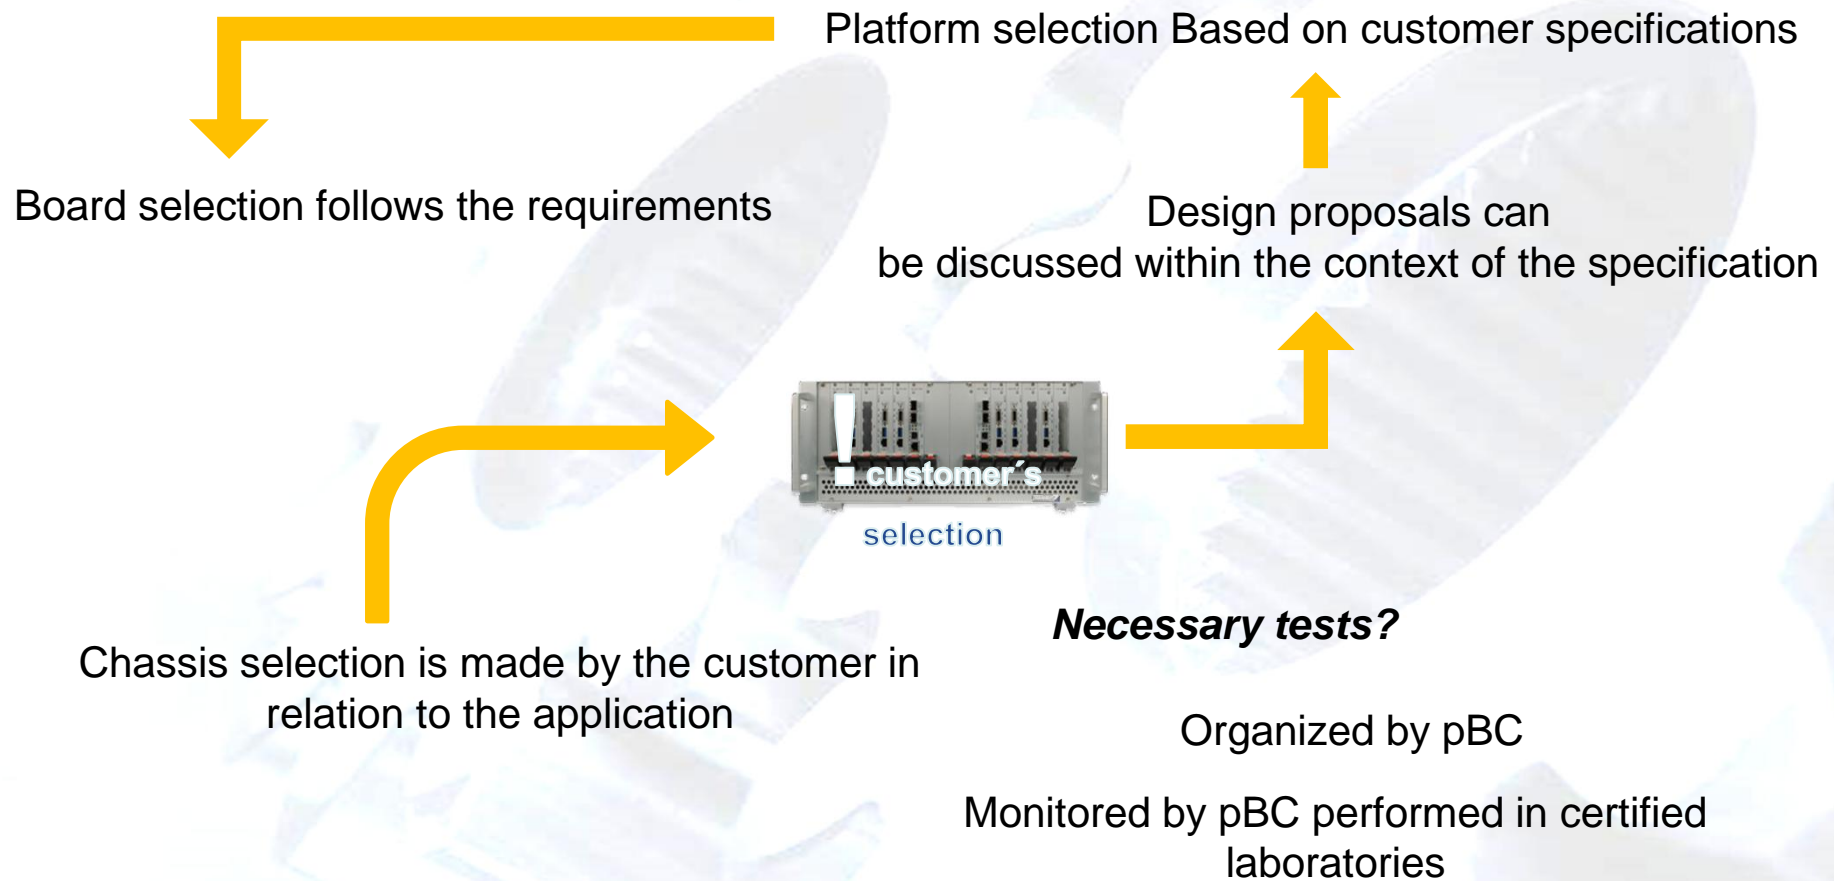 Platform selection Based on customer specifications
Board selection follows the requirements
Design proposals can
be discussed within the context of the specification
!
customer´s
selection
Necessary tests?
Chassis selection is made by the customer in
relation to the application
Organized by pBC
Monitored by pBC performed in certified
laboratories